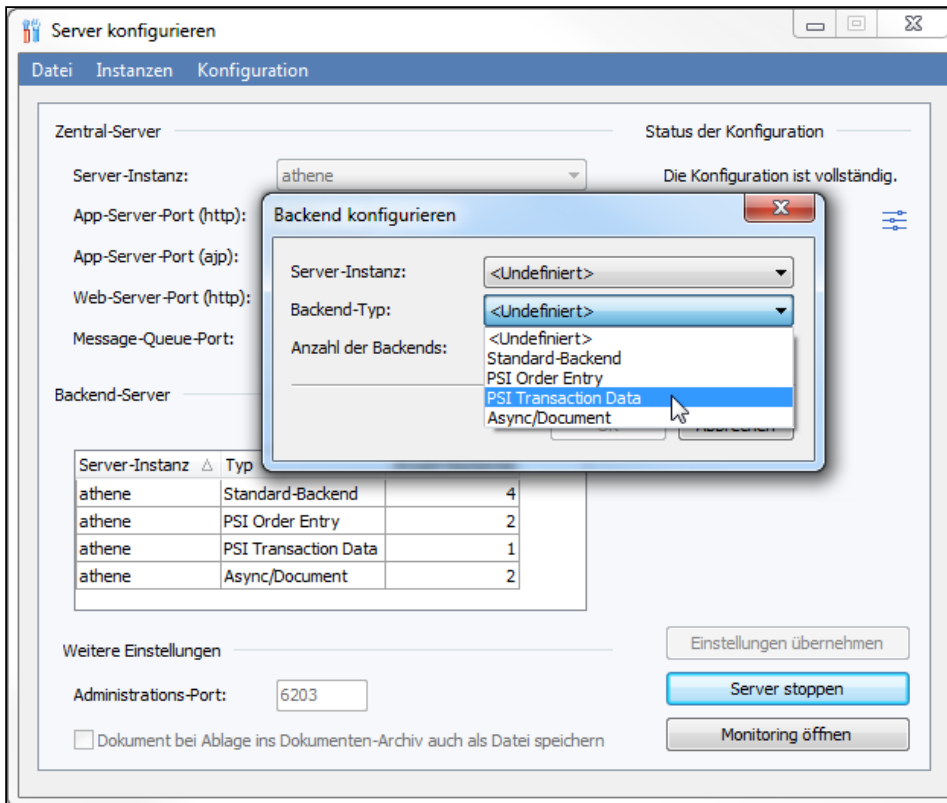 Server konfigurieren
Datei Instanzen Konfiguration
Zentral-Server
Status der Konfiguration
Server-Instanz: athene
Die Konfiguration ist vollständig.
App-Server-Port (http):
App-Server-Port (ajp):
Web-Server-Port (http):
Message-Queue-Port:
Backend konfigurieren
Server-Instanz: <Undefiniert>
Backend-Typ: <Undefiniert>
<Undefiniert>
Standard-Backend
Anzahl der Backends:
PSI Order Entry
PSI Transaction Data
Async/Document
Abbrechen
Backend-Server
Server-Instanz Typ
athene Standard-Backend 4
athene PSI Order Entry 2
athene PSI Transaction Data 1
athene Async/Document 2
Weitere Einstellungen
Administrations-Port: 6203
Dokument bei Ablage ins Dokumenten-Archiv auch als Datei speichern
Einstellungen übernehmen
Server stoppen
Monitoring öffnen